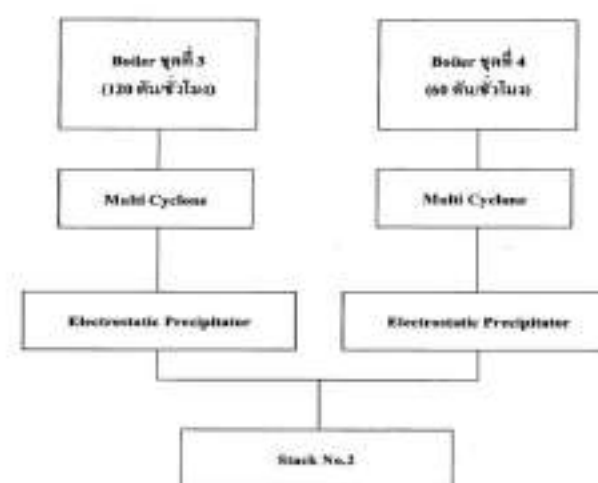 Boiler ชุดที่ 3
(120 ตัน/ชั่วโมง)
Boiler ชุดที่ 4
(60 ตัน/ชั่วโมง)
Multi Cyclone
Multi Cyclone
Electrostatic Precipitator
Electrostatic Precipitator
Stack No.2